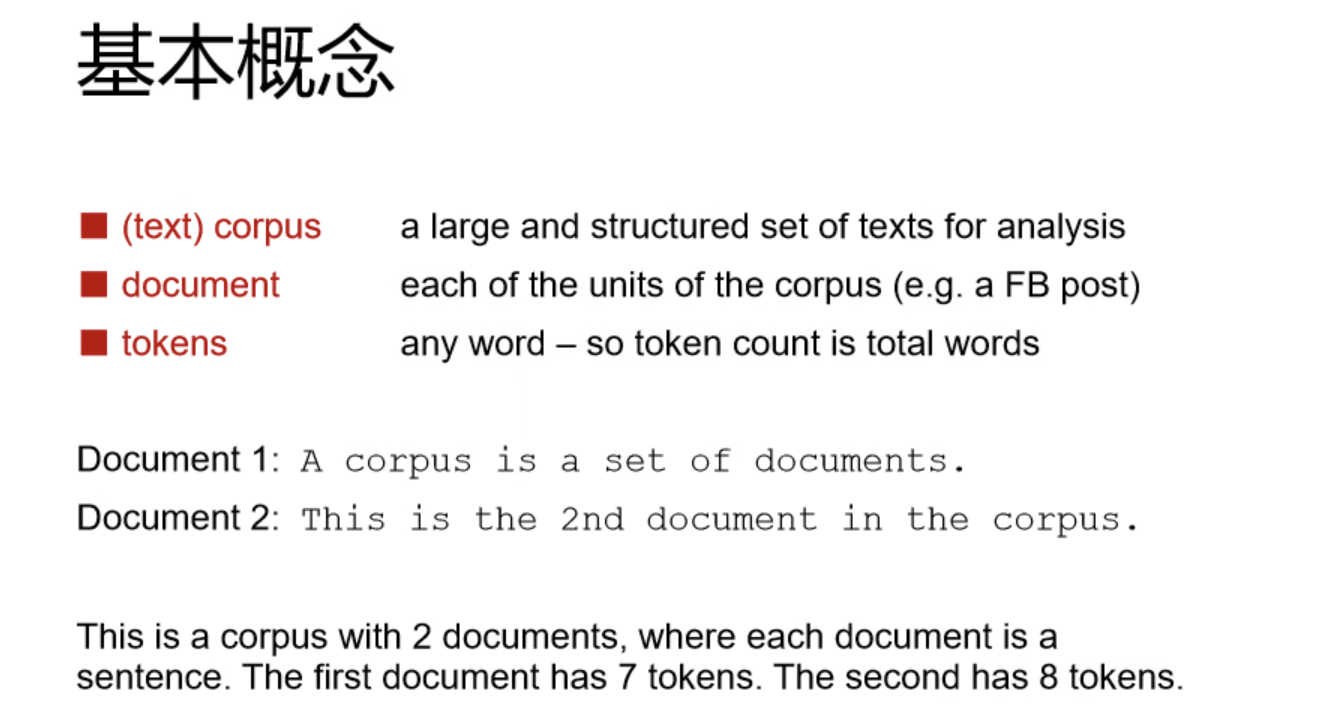 基本概念
■ (text) corpus a large and structured set of texts for analysis
■ document each of the units of the corpus (e.g. a FB post)
■ tokens any word – so token count is total words
Document 1: A corpus is a set of documents.
Document 2: This is the 2nd document in the corpus.
This is a corpus with 2 documents, where each document is a
sentence. The first document has 7 tokens. The second has 8 tokens.